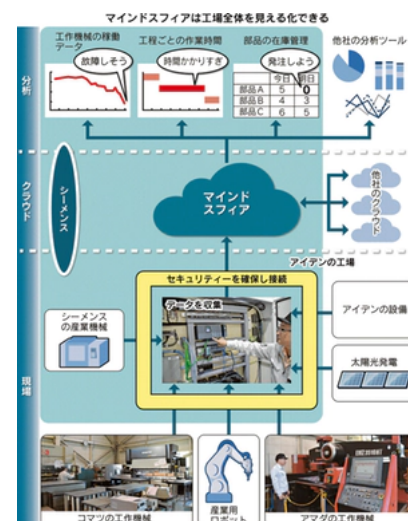 マインドスフィアは工場全体を見える化できる
工作機械の稼働
データ
故障しそう
工程ごとの作業時間
時間かかりすぎ
部品の在庫管理
発注しよう
今日 明日
部品A 5 0
部品B 4 3
部品C 6 5
他社の分析ツール
分析
クラウド
シーメンス
マインド
スフィア
他社のクラウド
アイデンの工場
セキュリティーを確保し接続
データを収集
シーメンス
の産業機械
アイデンの設備
太陽光発電
現場
コマツの工作機械
産業用
ロボット
アマダの工作機械